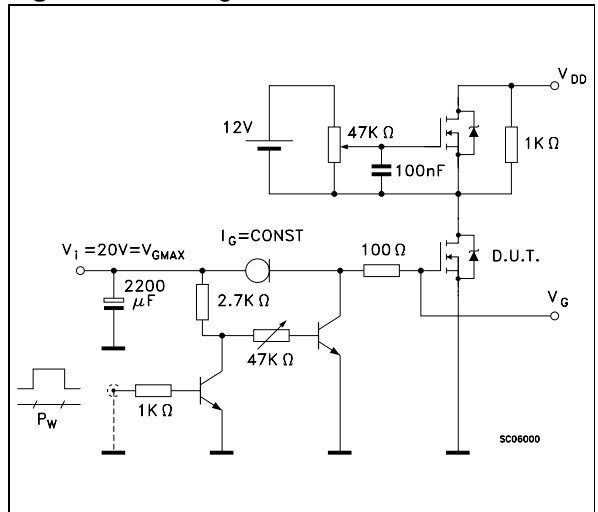 V DD
12V
47K Ω
1K Ω
100nF
V i =20V=V GMAX
I G =CONST
100 Ω
D.U.T.
2200
μF
2.7K Ω
V G
47K Ω
1K Ω
P W
SC06000